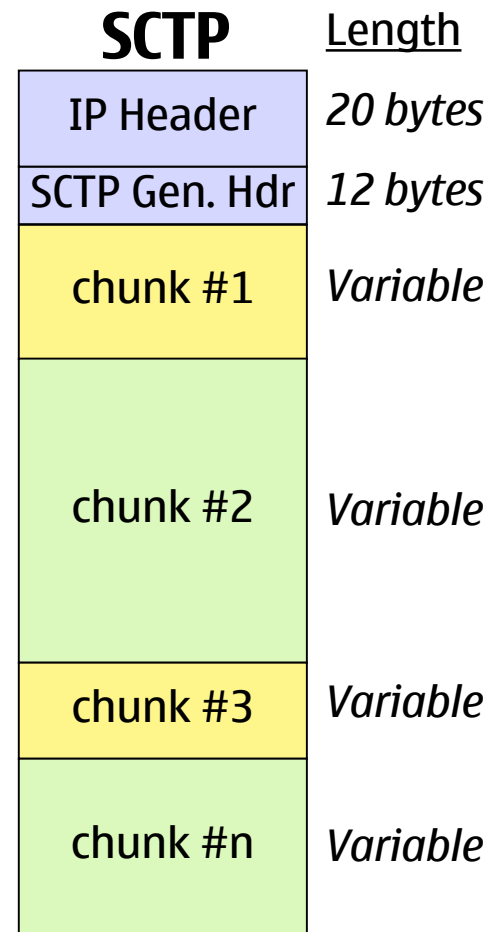 SCTP Length
IP Header 20 bytes
SCTP Gen. Hdr 12 bytes
chunk #1 Variable
chunk #2 Variable
chunk #3 Variable
chunk #n Variable